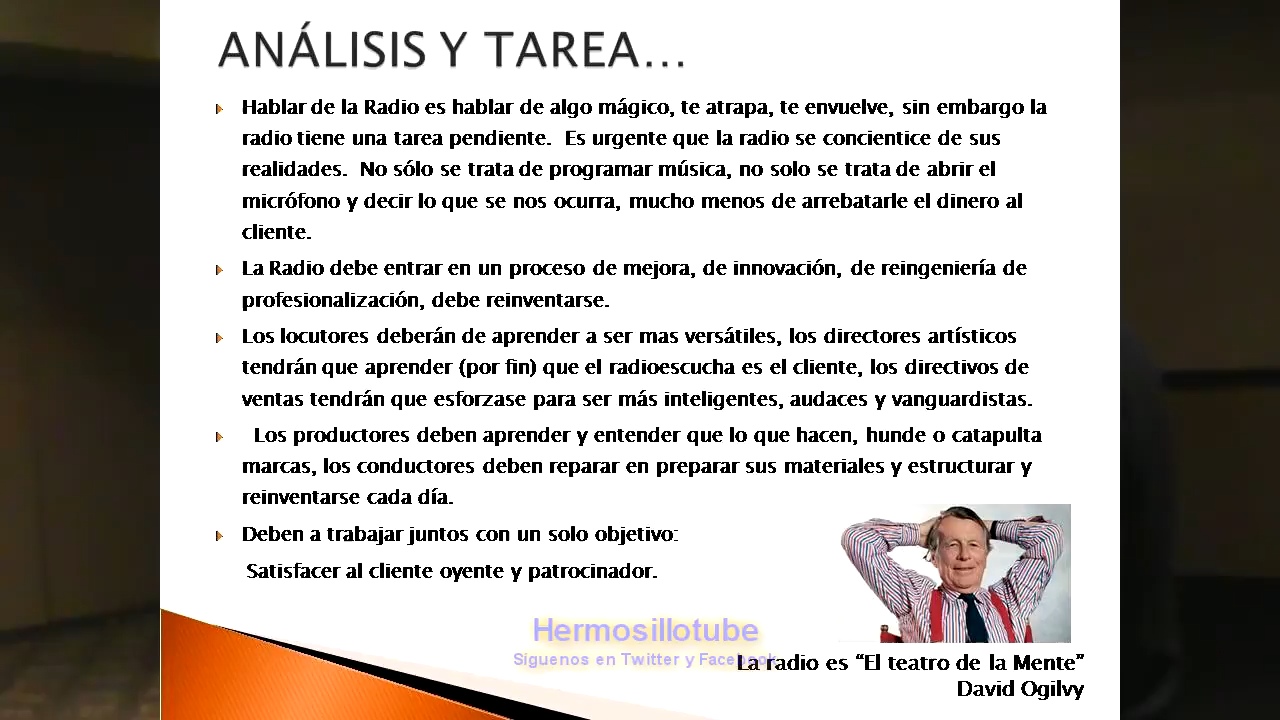 ANÁLISIS Y TAREA...
Hablar de la Radio es hablar de algo mágico, te atrapa, te envuelve, sin embargo la
radio tiene una tarea pendiente. Es urgente que la radio se concientice de sus
realidades. No sólo se trata de programar música, no solo se trata de abrir el
micrófono y decir lo que se nos ocurra, mucho menos de arrebatarle el dinero al
cliente.
La Radio debe entrar en un proceso de mejora, de innovación, de reingeniería de
profesionalización, debe reinventarse.
Los locutores deberán de aprender a ser mas versátiles, los directores artísticos
tendrán que aprender (por fin) que el radioescucha es el cliente, los directivos de
ventas tendrán que esforzase para ser más inteligentes, audaces y vanguardistas.
Los productores deben aprender y entender que lo que hacen, hunde o catapulta
marcas, los conductores deben reparar en preparar sus materiales y estructurar y
reinventarse cada día.
Deben a trabajar juntos con un solo objetivo:
Satisfacer al cliente oyente y patrocinador.
Hermosillotube
Siguenos en Twitter y Facebook
La radio es “El teatro de la Mente”
David Ogilvy